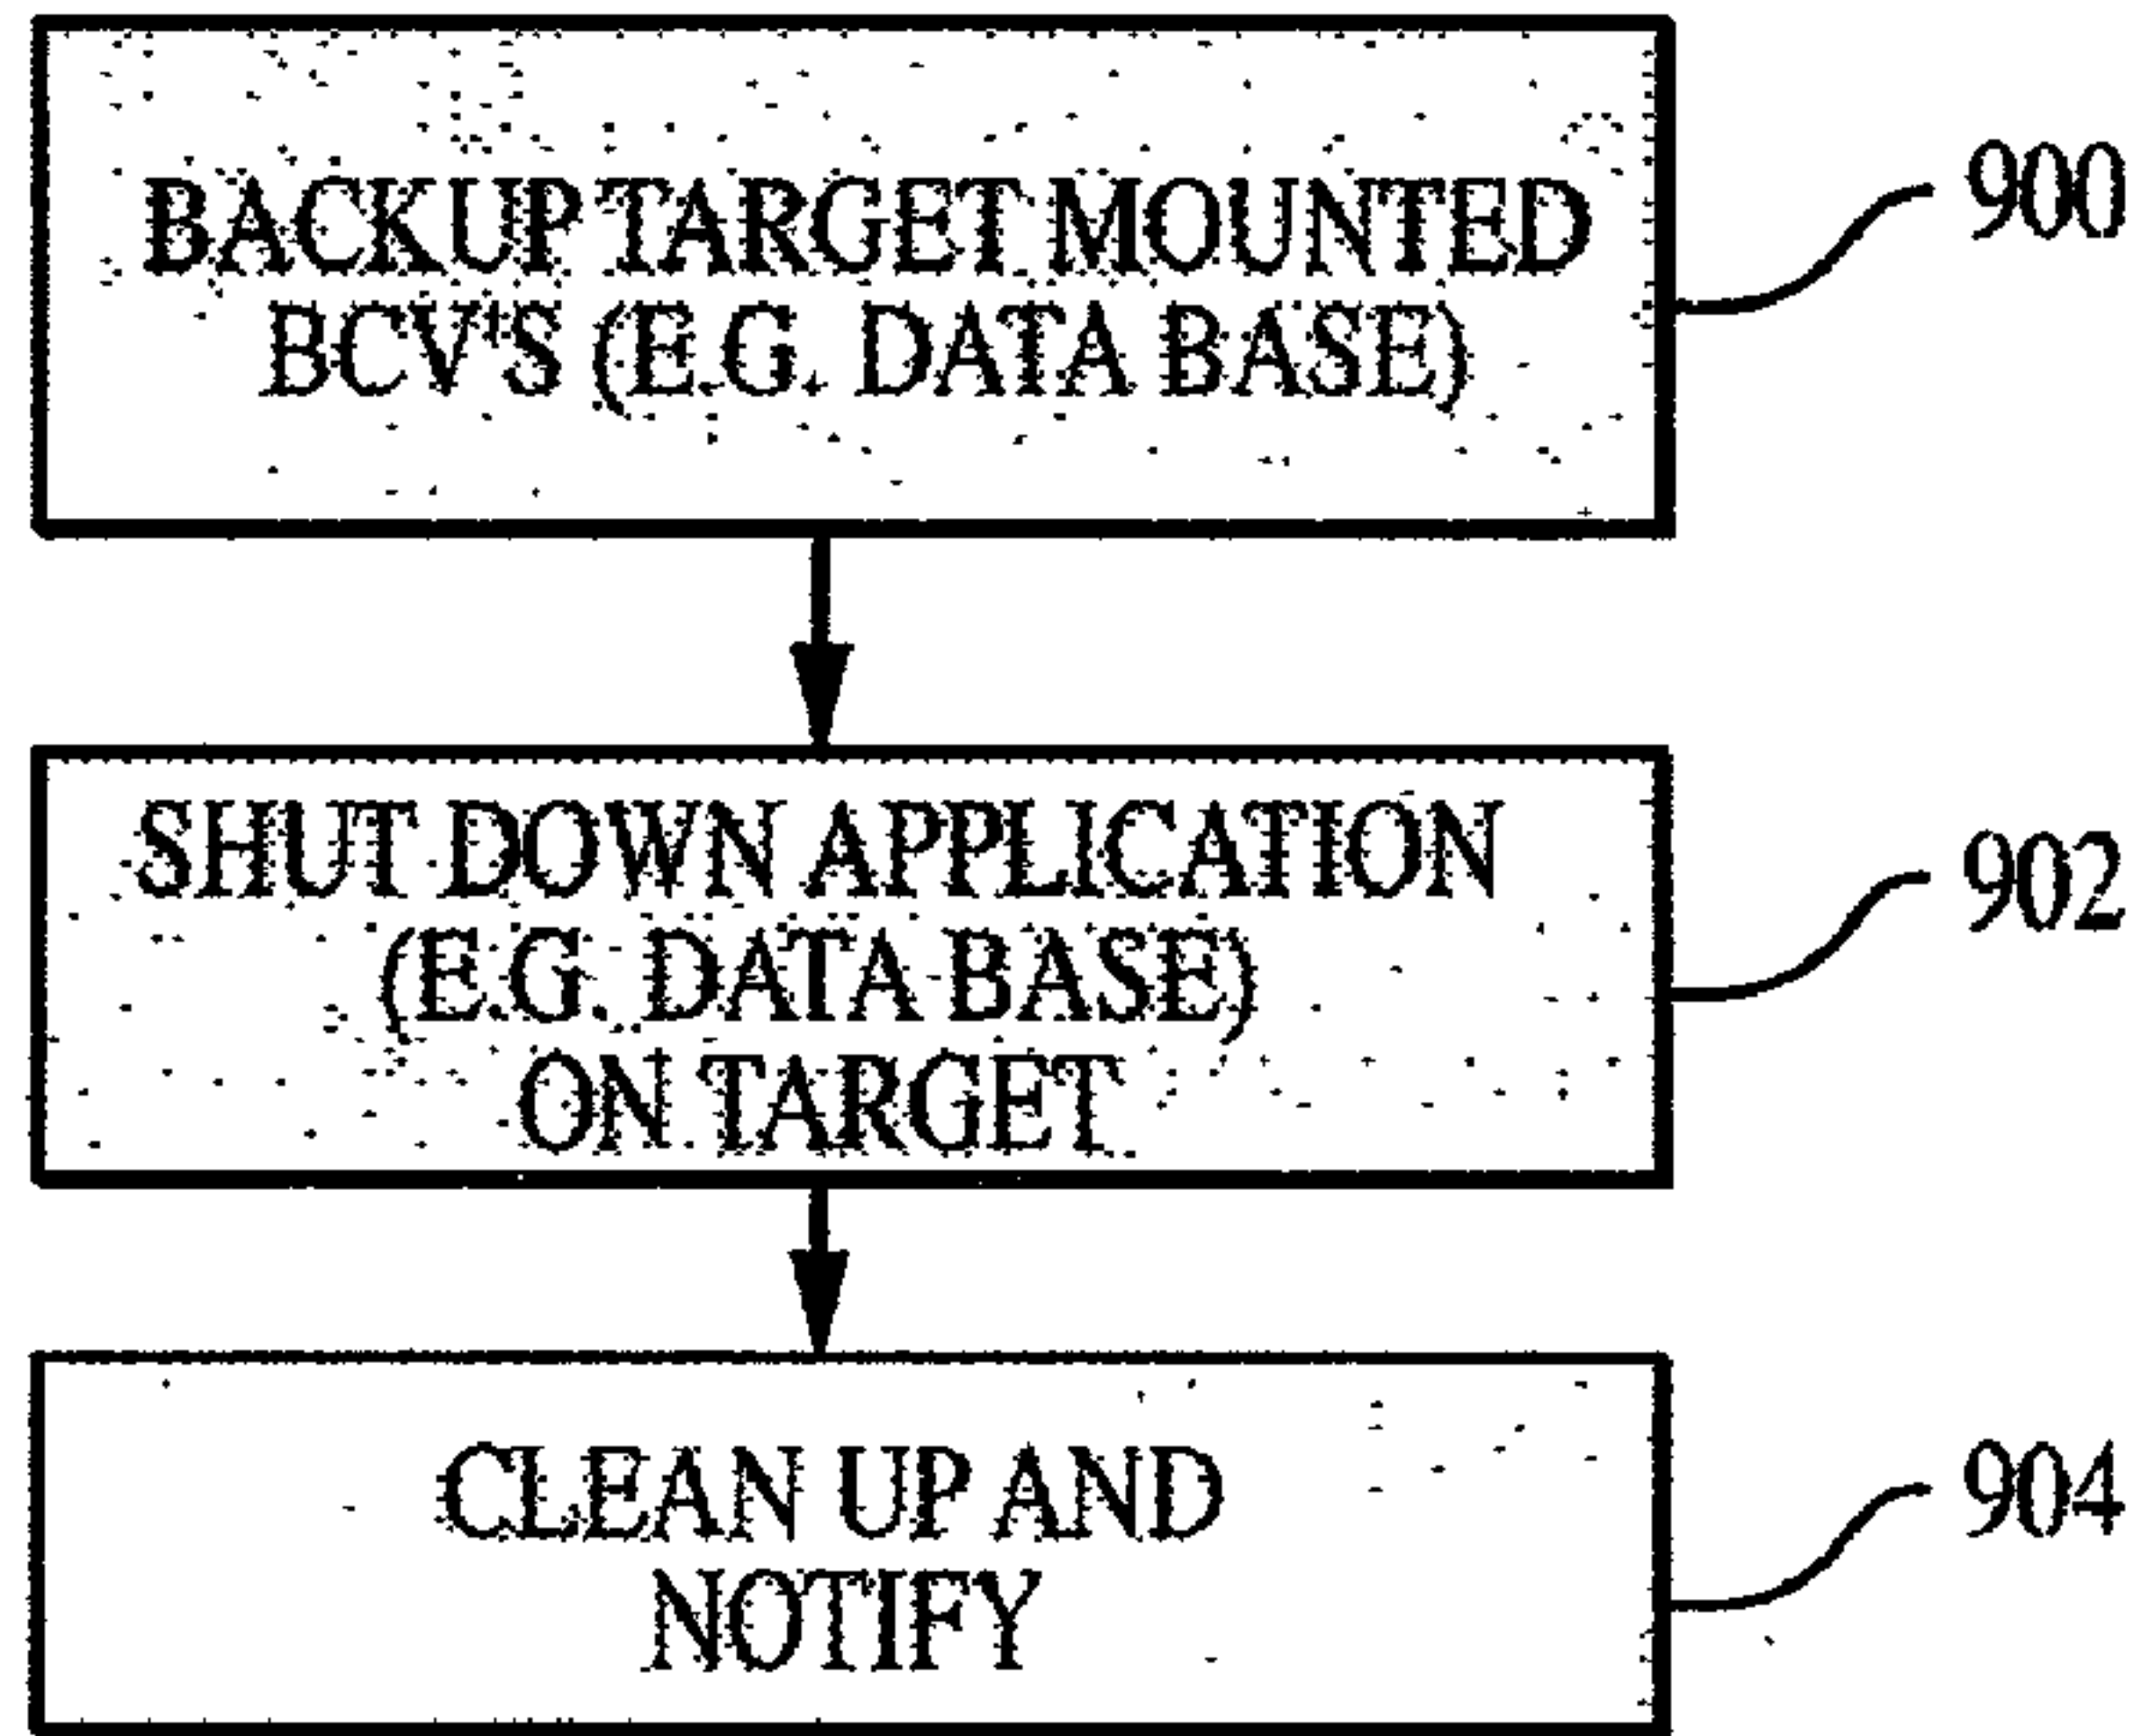 BACKUP TARGET MOUNTED
BCV'S (E.G. DATA BASE)
900
SHUT DOWN APPLICATION
(E.G. DATA BASE)
ON TARGET
902
CLEAN UP AND
NOTIFY
904